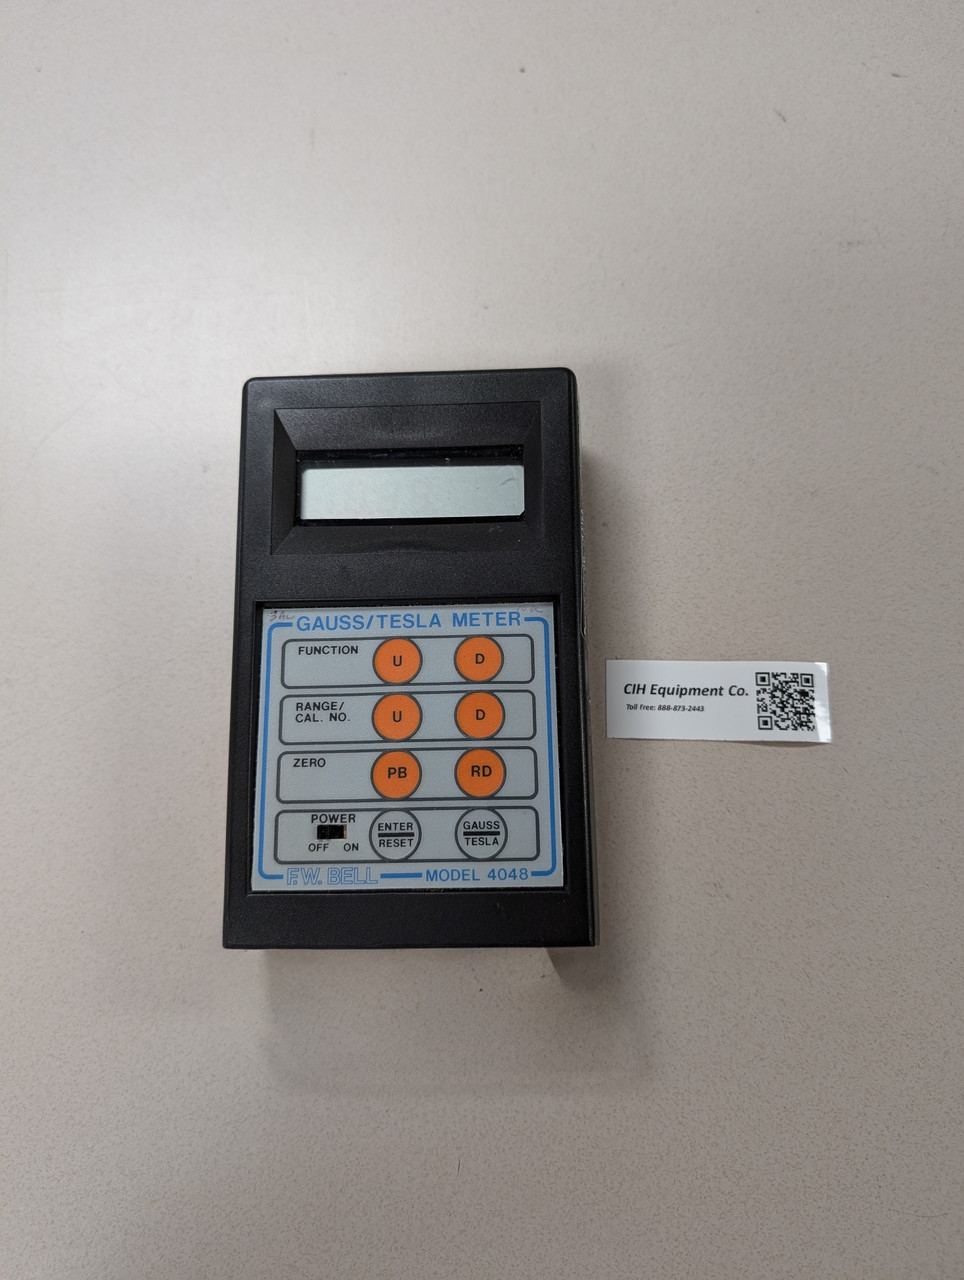 GAUSS/TESLA METER
FUNCTION U D
RANGE/
CAL. NO. U D
ZERO PB RD
POWER
OFF ON
ENTER
RESET
GAUSS
TESLA
F.W. BELL MODEL 4048
CIH Equipment Co.
Toll free: 888-873-2443